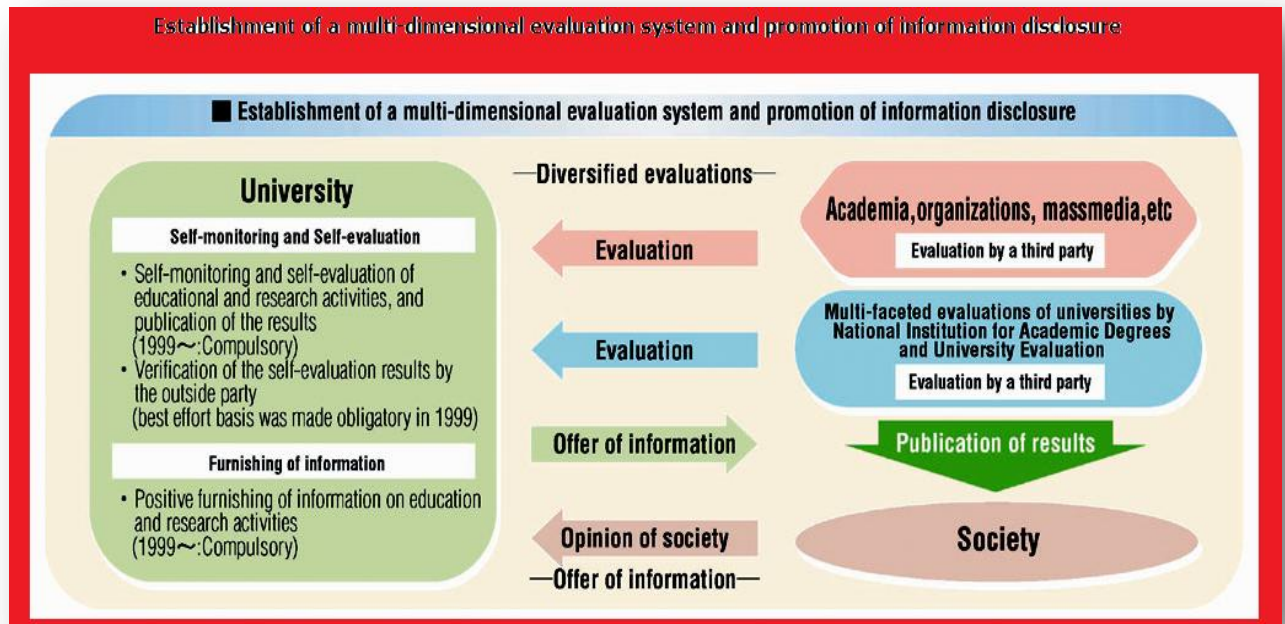 Establishment of a multi-dimensional evaluation system and promotion of information disclosure
■ Establishment of a multi-dimensional evaluation system and promotion of information disclosure
University
Self-monitoring and Self-evaluation
• Self-monitoring and self-evaluation of
educational and research activities, and
publication of the results
(1999～:Compulsory)
• Verification of the self-evaluation results by
the outside party
(best effort basis was made obligatory in 1999)
Furnishing of information
• Positive furnishing of information on education
and research activities
(1999～:Compulsory)
—Diversified evaluations—
Evaluation
Evaluation
Offer of information
Opinion of society
—Offer of information—
Academia,organizations, massmedia,etc
Evaluation by a third party
Multi-faceted evaluations of universities by
National Institution for Academic Degrees
and University Evaluation
Evaluation by a third party
Publication of results
Society